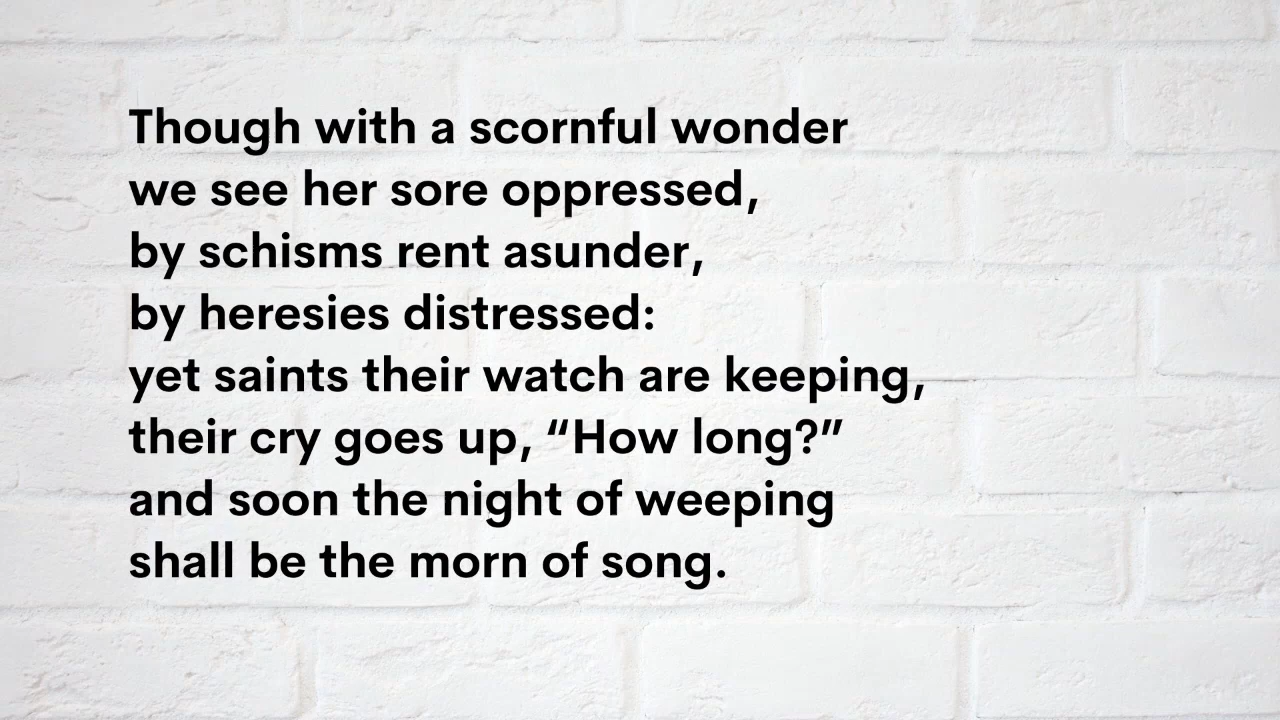 Though with a scornful wonder
we see her sore oppressed,
by schisms rent asunder,
by heresies distressed:
yet saints their watch are keeping,
their cry goes up, “How long?”
and soon the night of weeping
shall be the morn of song.